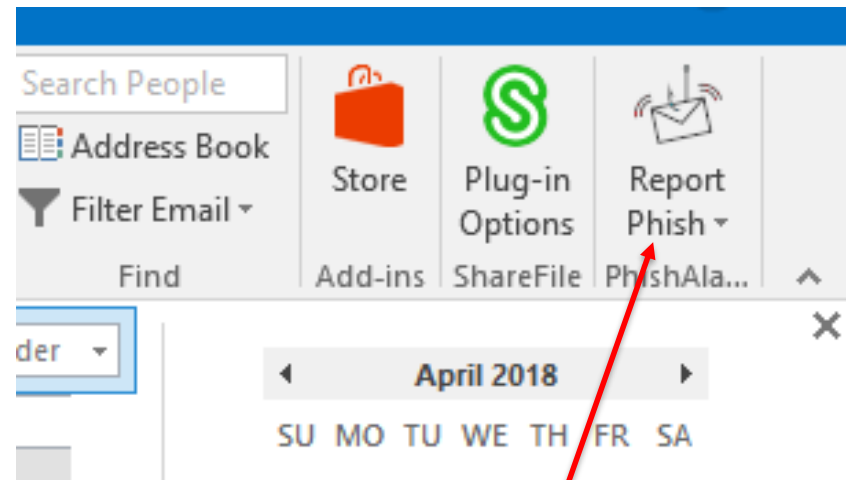 Search People
Address Book
Filter Email
Find
Store
Add-ins
Plug-in
Options
ShareFile
Report
Phish
PhishAla...
der
April 2018
SU MO TU WE TH FR SA